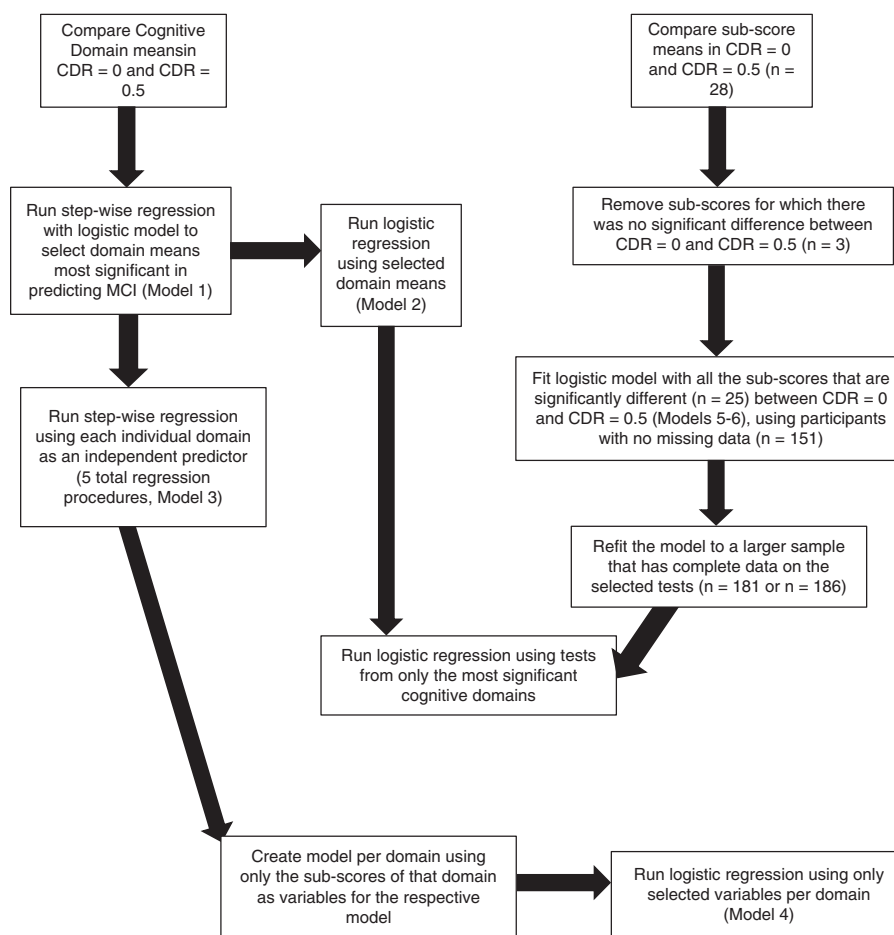 Compare Cognitive
Domain meansin
CDR = 0 and CDR =
0.5
Compare sub-score
means in CDR = 0
and CDR = 0.5 (n =
28)
Run step-wise regression
with logistic model to
select domain means
most significant in
predicting MCI (Model 1)
Run logistic
regression
using selected
domain means
(Model 2)
Remove sub-scores for which there
was no significant difference between
CDR = 0 and CDR = 0.5 (n = 3)
Run step-wise regression
using each individual domain
as an independent predictor
(5 total regression
procedures, Model 3)
Fit logistic model with all the sub-scores that are
significantly different (n = 25) between CDR = 0
and CDR = 0.5 (Models 5-6), using participants
with no missing data (n = 151)
Refit the model to a larger sample
that has complete data on the
selected tests (n = 181 or n = 186)
Run logistic regression using tests
from only the most significant
cognitive domains
Create model per domain using
only the sub-scores of that domain
as variables for the respective
model
Run logistic regression using only
selected variables per domain
(Model 4)